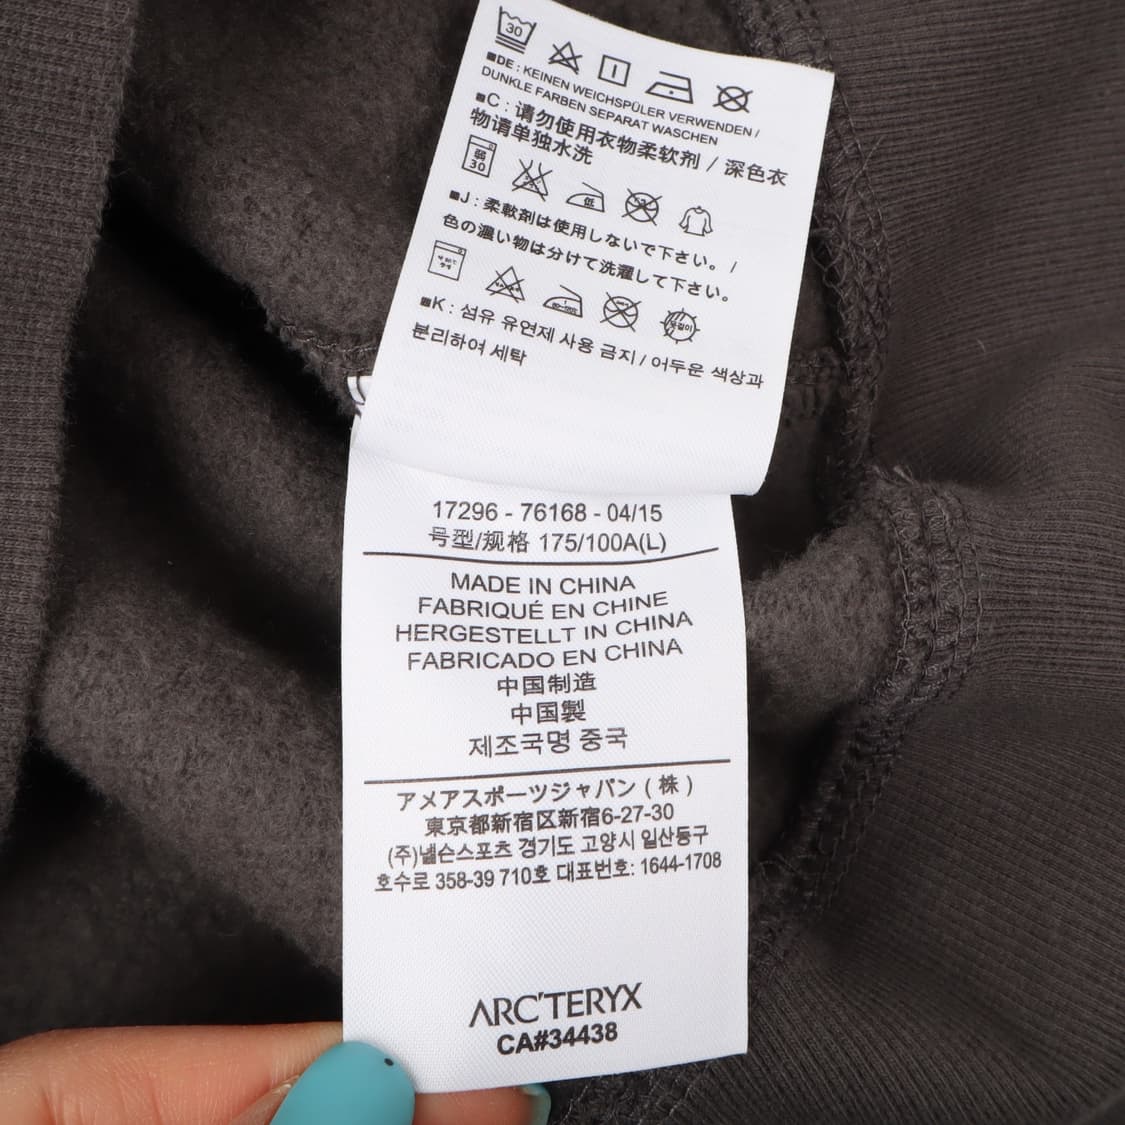 30
■DE : KEINEN WEICHSPÜLER VERWENDEN /
DUNKLE FARBEN SEPARAT WASCHEN
■C : 请勿使用衣物柔软剂 / 深色衣
物请单独水洗
弱
30
低
■J : 柔軟剤は使用しないで下さい。 /
色の濃い物は分けて洗濯して下さい。
■K : 섬유 유연제 사용 금지 / 어두운 색상과
분리하여 세탁
17296 - 76168 - 04/15
号型/规格 175/100A(L)
MADE IN CHINA
FABRIQUÉ EN CHINE
HERGESTELLT IN CHINA
FABRICADO EN CHINA
中国制造
中国製
제조국명 중국
アメアスポーツジャパン ( 株 )
東京都新宿区新宿6-27-30
(주)넬슨스포츠 경기도 고양시 일산동구
호수로 358-39 710호 대표번호: 1644-1708
ARC'TERYX
CA#34438